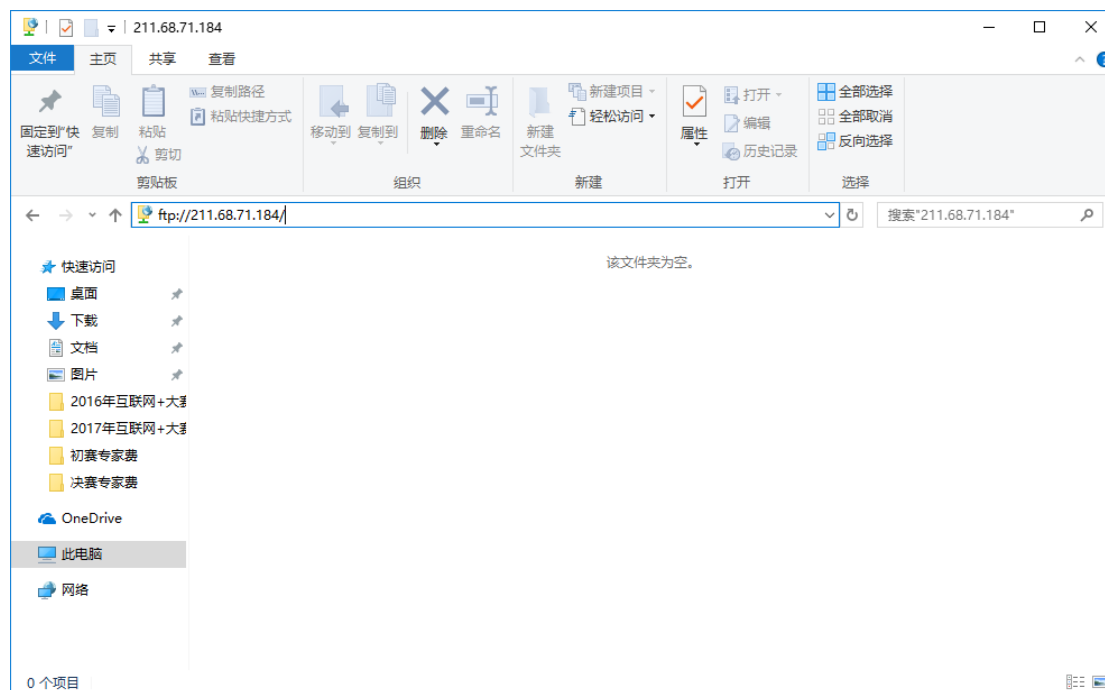 211.68.71.184
文件 主页 共享 查看
固定到"快速访问"
复制
粘贴
复制路径
粘贴快捷方式
剪切
剪贴板
移动到
复制到
删除
重命名
组织
新建文件夹
新建项目
轻松访问
新建
属性
打开
编辑
历史记录
打开
全部选择
全部取消
反向选择
选择
ftp://211.68.71.184/
搜索"211.68.71.184"
该文件夹为空。
快速访问
桌面
下载
文档
图片
2016年互联网+大赛
2017年互联网+大赛
初赛专家费
决赛专家费
OneDrive
此电脑
网络
0 个项目